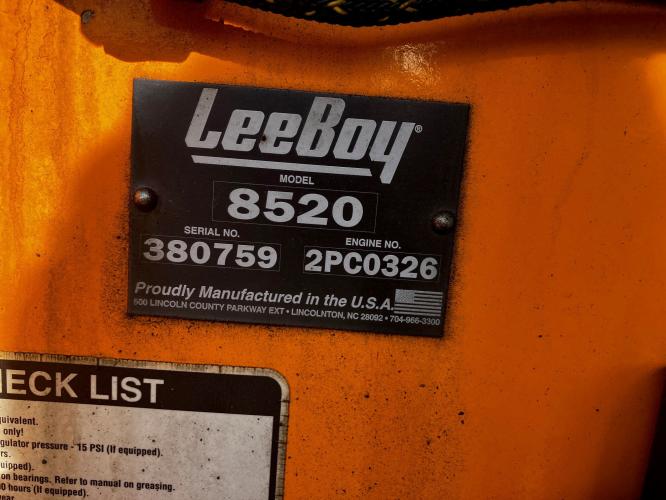 LeeBoy®
MODEL
8520
SERIAL NO.
380759
ENGINE NO.
2PC0326
Proudly Manufactured in the U.S.A.
500 LINCOLN COUNTY PARKWAY EXT • LINCOLNTON, NC 28092 • 704-966-3300
ECK LIST
quivalent.
only!
gulator pressure - 15 PSI (If equipped).
rs.
uipped).
on bearings. Refer to manual on greasing.
0 hours (If equipped).